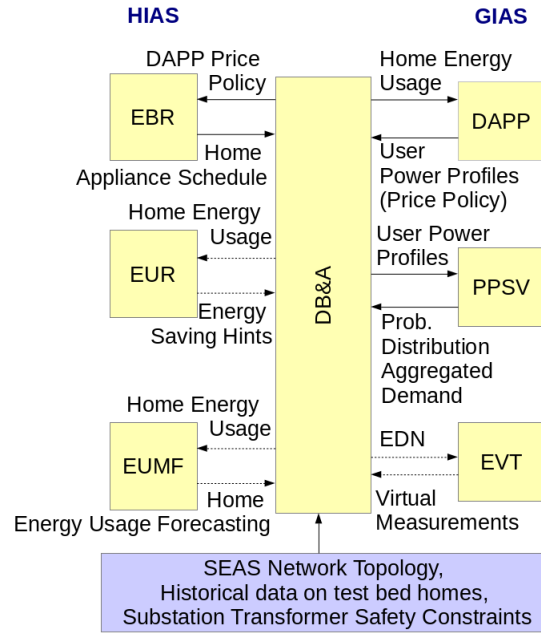 HIAS
GIAS
DAPP Price
Policy
EBR
Home
Appliance Schedule
Home Energy
Usage
EUR
Energy
Saving Hints
Home Energy
Usage
EUMF
Home
Energy Usage Forecasting
DB&A
Home Energy
Usage
DAPP
User
Power Profiles
(Price Policy)
User Power
Profiles
PPSV
Prob.
Distribution
Aggregated
Demand
EDN
EVT
Virtual
Measurements
SEAS Network Topology,
Historical data on test bed homes,
Substation Transformer Safety Constraints